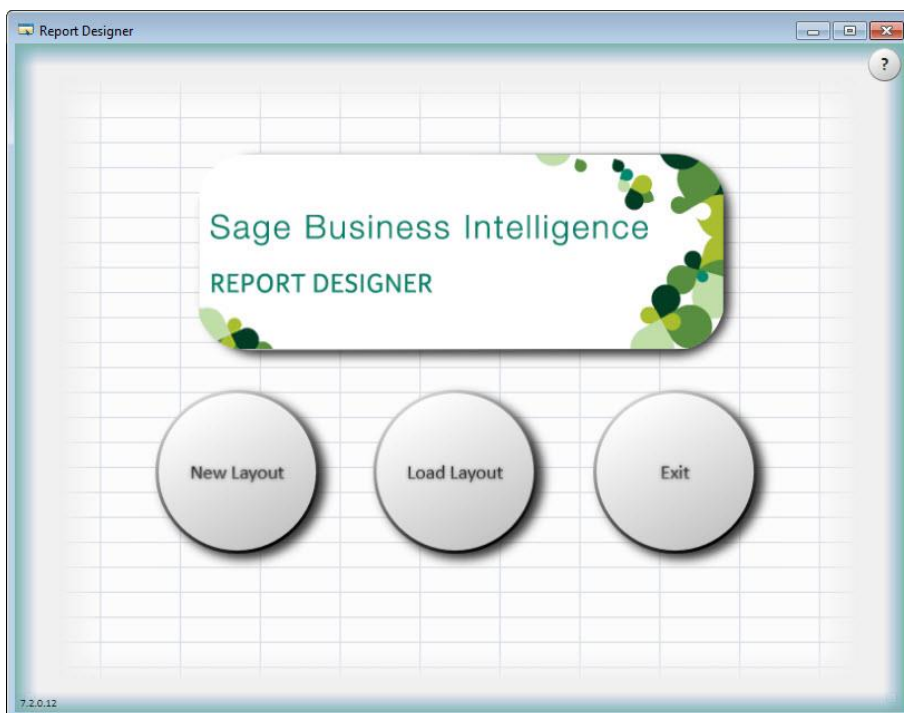 Report Designer
?
Sage Business Intelligence
REPORT DESIGNER
New Layout
Load Layout
Exit
7.2.0.12